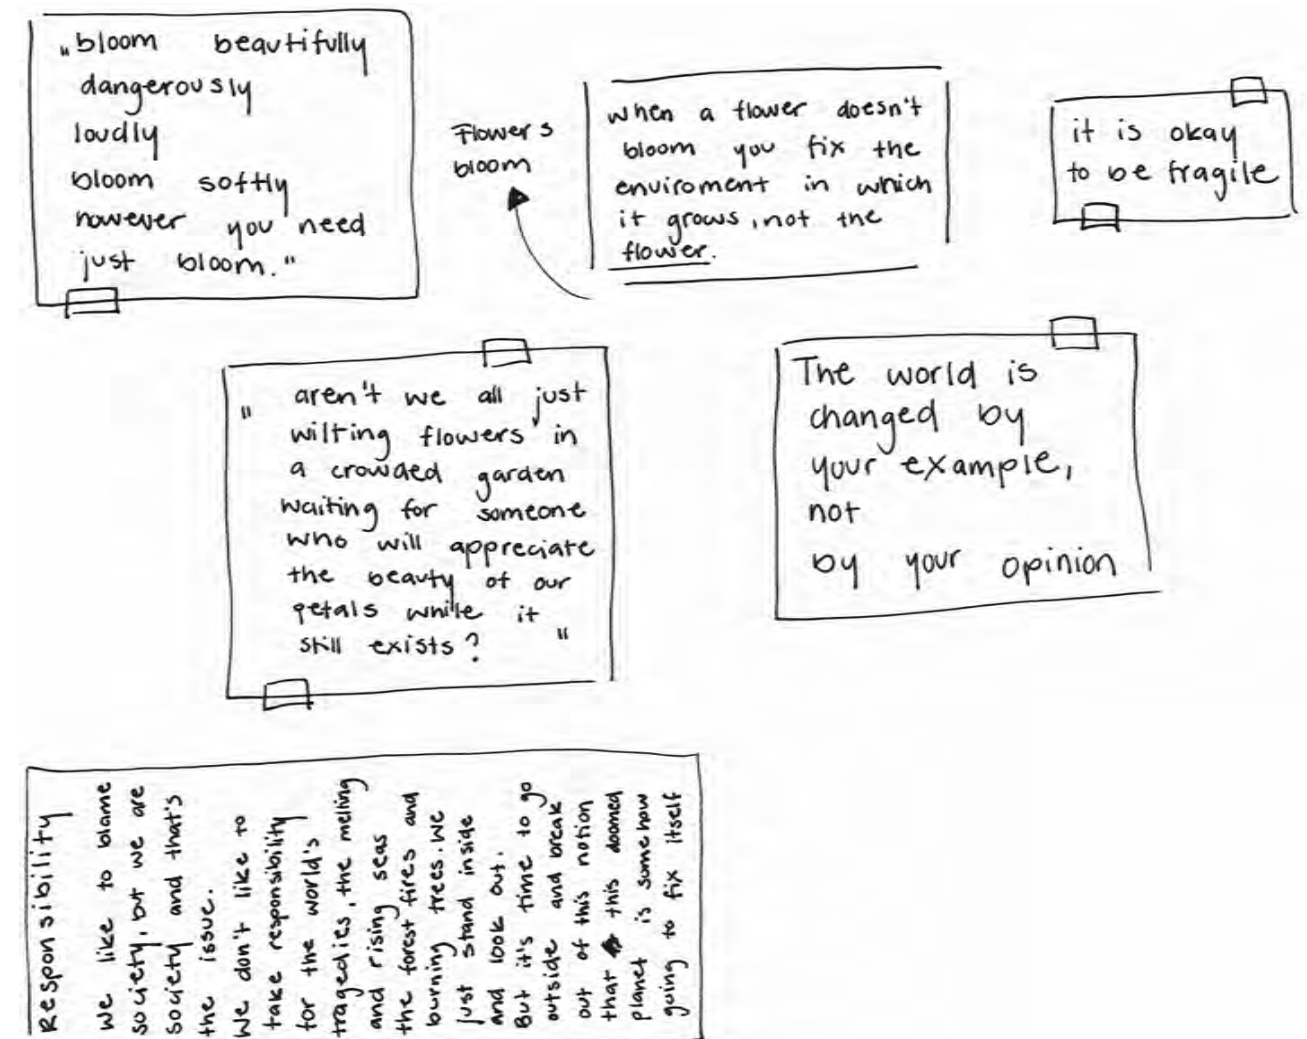 „bloom beautifully
dangerously
loudly
bloom softly
however you need
just bloom."
Flowers
bloom
when a flower doesn't
bloom you fix the
enviroment in which
it grows, not the
flower.
it is okay
to be fragile
" aren't we all just
wilting flowers in
a crowded garden
waiting for someone
who will appreciate
the beauty of our
petals while it
still exists? "
The world is
changed by
your example,
not
by your opinion
Responsibility
We like to blame
society, but we are
society and that's
the issue.
We don't like to
take responsibility
for the world's
tragedies, the melting
and rising seas
the forest fires and
burning trees. We
just stand inside
and look out.
But it's time to go
outside and break
out of this notion
that this doomed
planet is somehow
going to fix itself